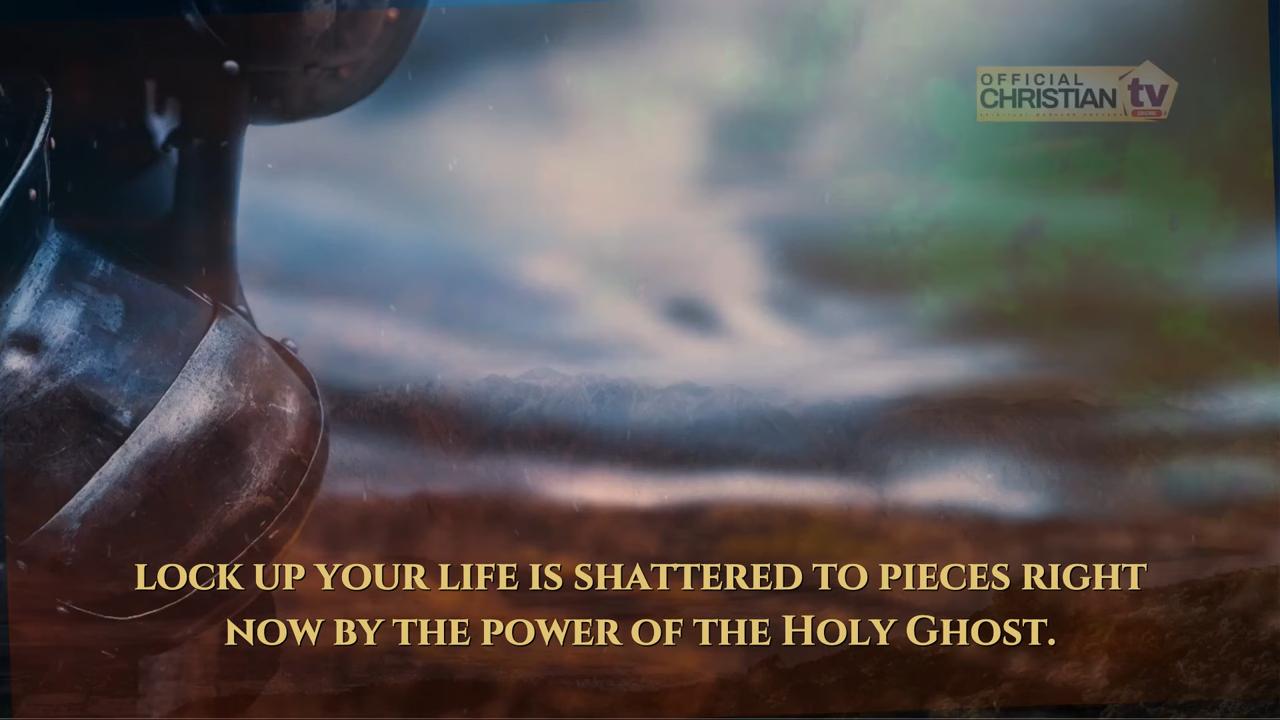 OFFICIAL
CHRISTIAN tv
LOCK UP YOUR LIFE IS SHATTERED TO PIECES RIGHT
NOW BY THE POWER OF THE HOLY GHOST.